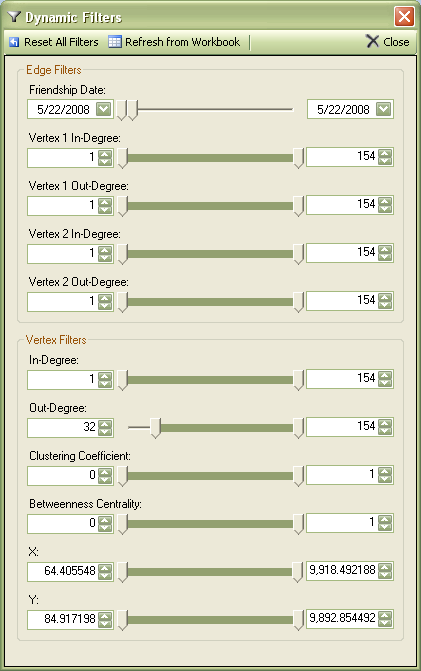 Dynamic Filters
Reset All Filters Refresh from Workbook Close
Edge Filters
Friendship Date:
5/22/2008 5/22/2008
Vertex 1 In-Degree:
1 154
Vertex 1 Out-Degree:
1 154
Vertex 2 In-Degree:
1 154
Vertex 2 Out-Degree:
1 154
Vertex Filters
In-Degree:
1 154
Out-Degree:
32 154
Clustering Coefficient:
0 1
Betweenness Centrality:
0 1
X:
64.405548 9,918.492188
Y:
84.917198 9,892.854492